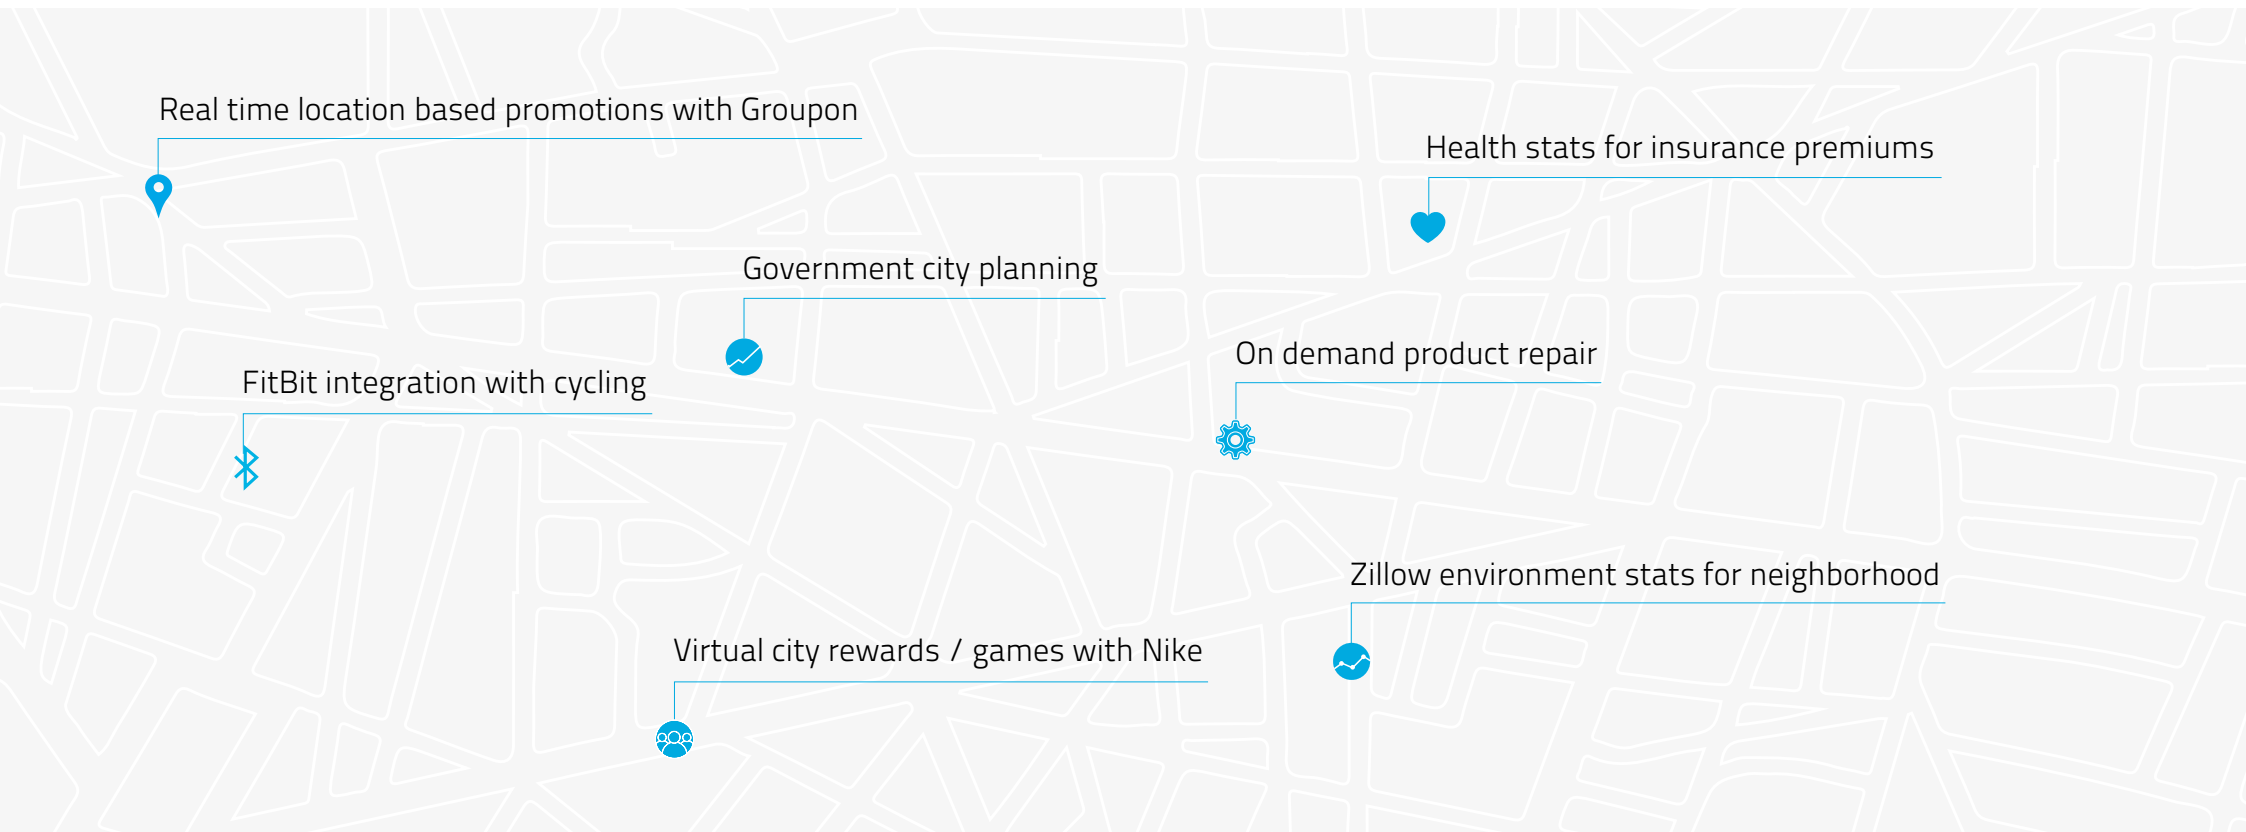 Real time location based promotions with Groupon
Health stats for insurance premiums
Government city planning
On demand product repair
FitBit integration with cycling
Zillow environment stats for neighborhood
Virtual city rewards / games with Nike